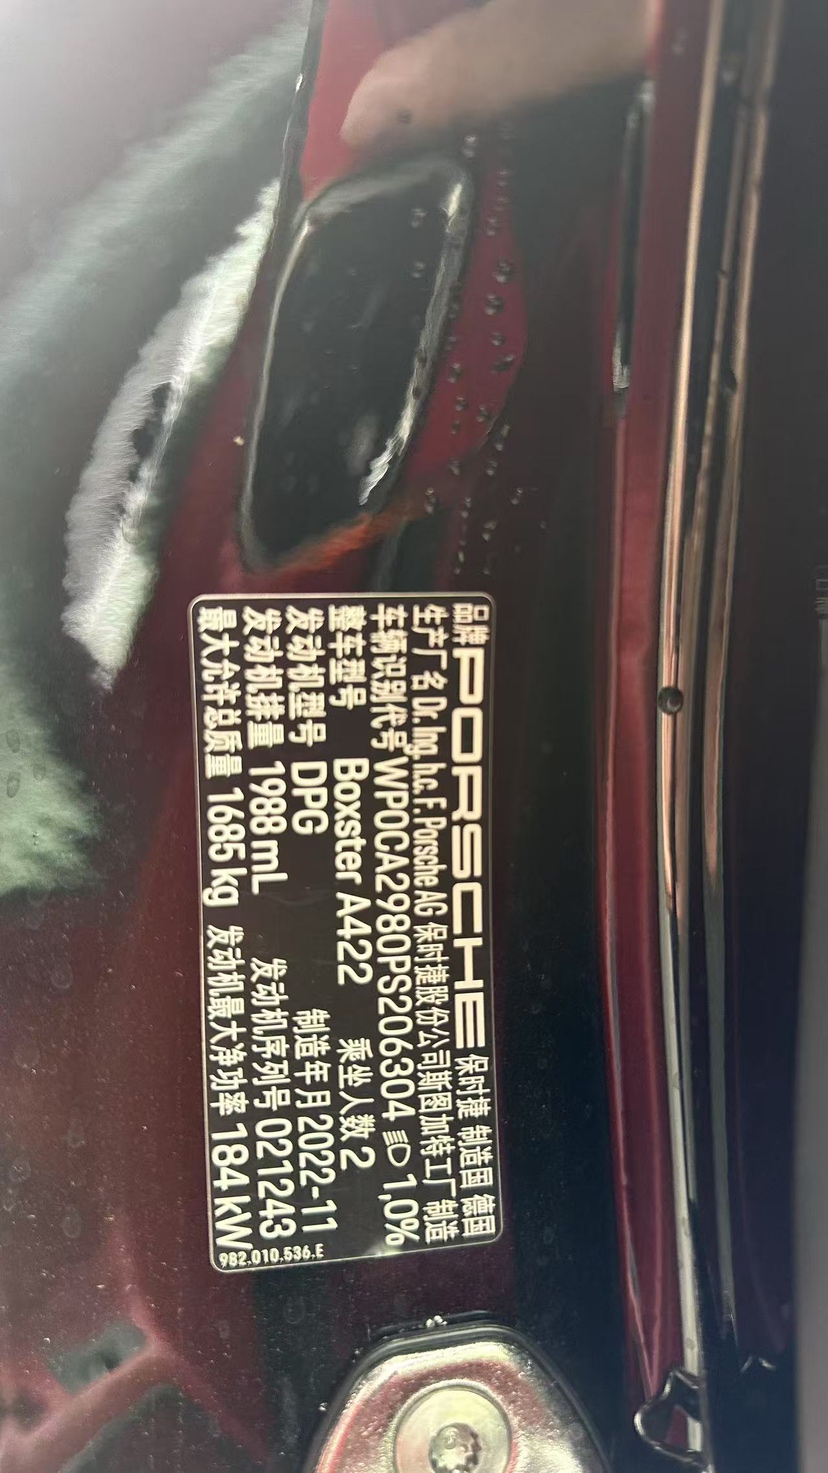 品牌 PORSCHE 保时捷 制造国 德国
生产厂名 Dr. Ing. h.c. F. Porsche AG 保时捷股份公司斯图加特工厂 制造
车辆识别代号 WP0CA2980PS206304 1,0%
整车型号 Boxster A422 乘坐人数 2
发动机型号 DPG 制造年月 2022-11
发动机排量 1988 mL 发动机序列号 021243
最大允许总质量 1685 kg 发动机最大净功率 184 kW
982.010.536.E